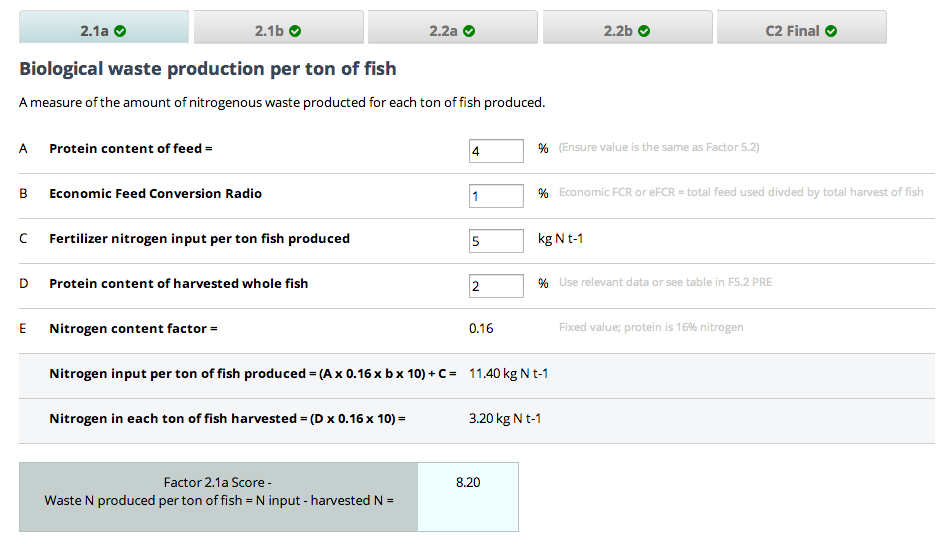 2.1a 2.1b 2.2a 2.2b C2 Final
Biological waste production per ton of fish
A measure of the amount of nitrogenous waste producted for each ton of fish produced.
A Protein content of feed = 4 % (Ensure value is the same as Factor 5.2)
B Economic Feed Conversion Radio 1 % Economic FCR or eFCR = total feed used divded by total harvest of fish
C Fertilizer nitrogen input per ton fish produced 5 kg N t-1
D Protein content of harvested whole fish 2 % Use relevant data or see table in F5.2 PRE
E Nitrogen content factor = 0.16 Fixed value; protein is 16% nitrogen
Nitrogen input per ton of fish produced = (A x 0.16 x b x 10) + C = 11.40 kg N t-1
Nitrogen in each ton of fish harvested = (D x 0.16 x 10) = 3.20 kg N t-1
Factor 2.1a Score - 8.20
Waste N produced per ton of fish = N input - harvested N =